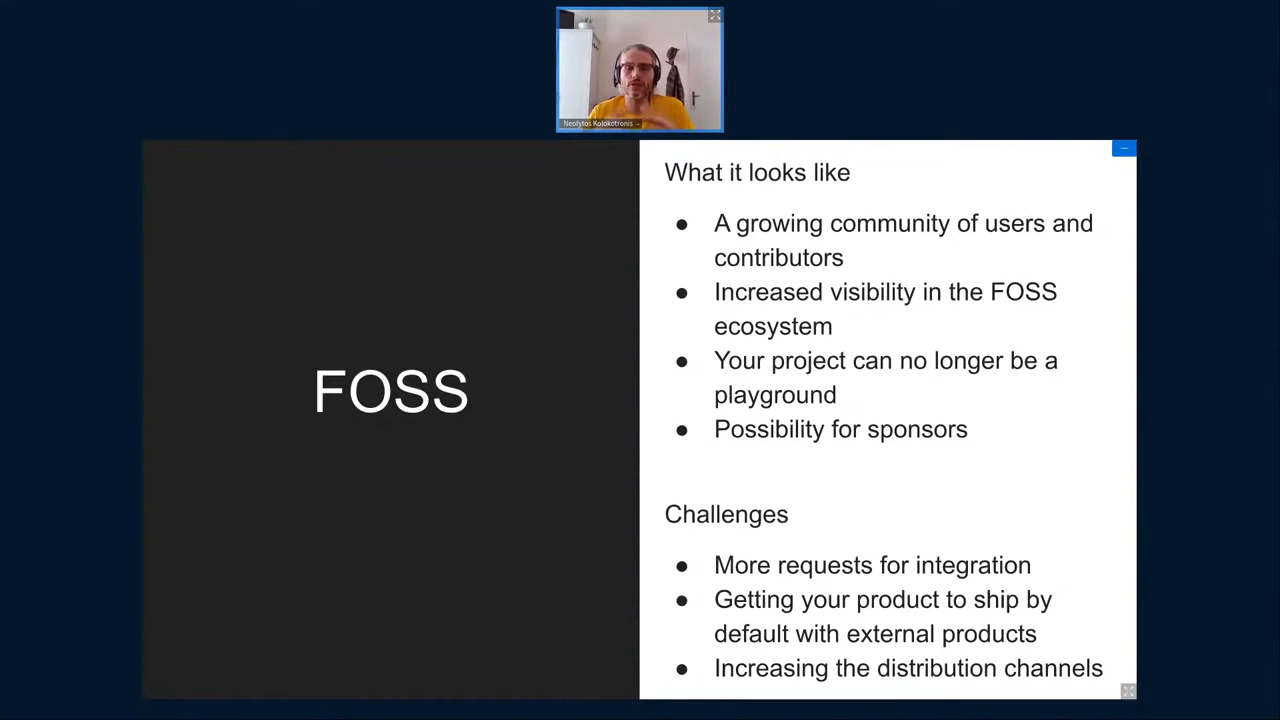 Neofytos Kolokotronis
FOSS
What it looks like
● A growing community of users and
contributors
● Increased visibility in the FOSS
ecosystem
● Your project can no longer be a
playground
● Possibility for sponsors
Challenges
● More requests for integration
● Getting your product to ship by
default with external products
● Increasing the distribution channels